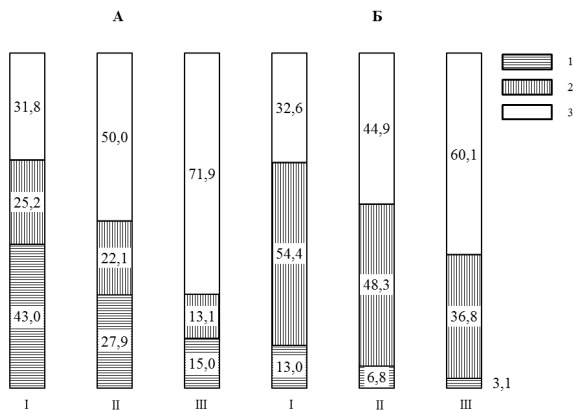 А Б
1
2
3
31,8 50,0 71,9 32,6 44,9 60,1
25,2 22,1 13,1 54,4 48,3 36,8
43,0 27,9 15,0 13,0 6,8 3,1
I II III I II III